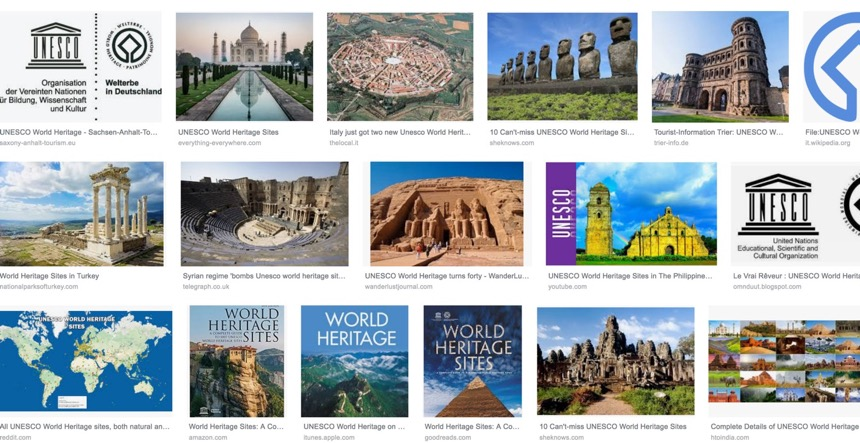 UNESCO
Organisation
der Vereinten Nationen
für Bildung, Wissenschaft
und Kultur
WELTERBE
PATRIMOINE
Welterbe
in Deutschland
UNESCO World Heritage - Sachsen-Anhalt-To...
saxony-anhalt-tourism.eu
UNESCO World Heritage Sites
everything-everywhere.com
Italy just got two new Unesco World Herit...
thelocal.it
10 Can't-miss UNESCO World Heritage Si...
sheknows.com
Tourist-Information Trier: UNESCO W...
trier-info.de
File:UNESCO W
it.wikipedia.org
World Heritage Sites in Turkey
nationalparksofturkey.com
Syrian regime 'bombs Unesco world heritage sit...
telegraph.co.uk
UNESCO World Heritage turns forty - WanderLu...
wanderlustjournal.com
UNESCO
UNESCO World Heritage Sites in The Philippine...
youtube.com
UNESCO
United Nations
Educational, Scientific and
Cultural Organization
Le Vrai Rêveur : UNESCO World Herita
omnduut.blogspot.com
UNESCO WORLD HERITAGE
SITES
All UNESCO World Heritage sites, both natural an...
reddit.com
WORLD
HERITAGE
SITES
World Heritage Sites: A Co...
amazon.com
WORLD
HERITAGE
UNESCO World Heritage on ...
itunes.apple.com
WORLD
HERITAGE
SITES
World Heritage Sites: A Co...
goodreads.com
10 Can't-miss UNESCO World Heritage Sites
sheknows.com
Complete Details of UNESCO World Heritage
htoindia.com